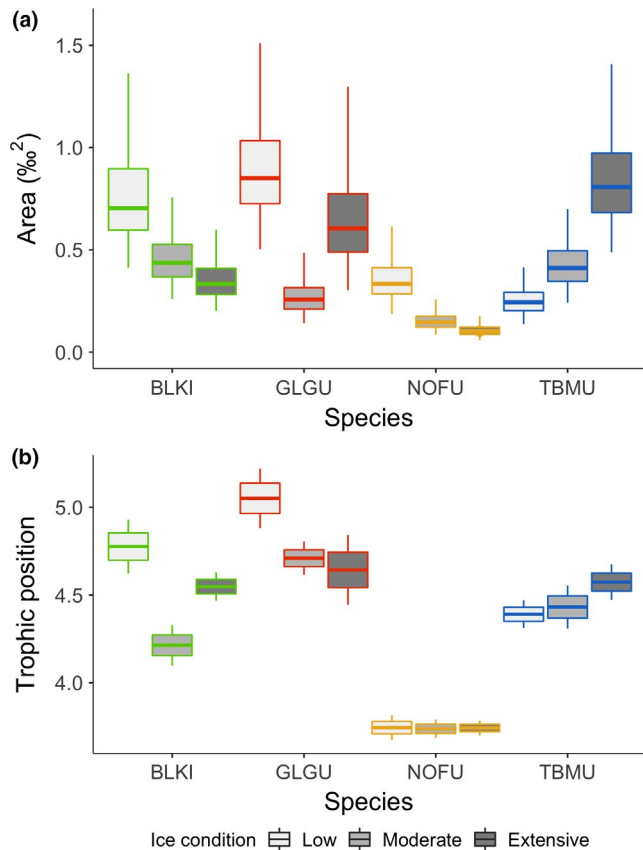 (a)
1.5
1.0
0.5
0.0
Area (‰²)
BLKI GLGU NOFU TBMU
Species
(b)
5.0
4.5
4.0
Trophic position
BLKI GLGU NOFU TBMU
Species
Ice condition Low Moderate Extensive